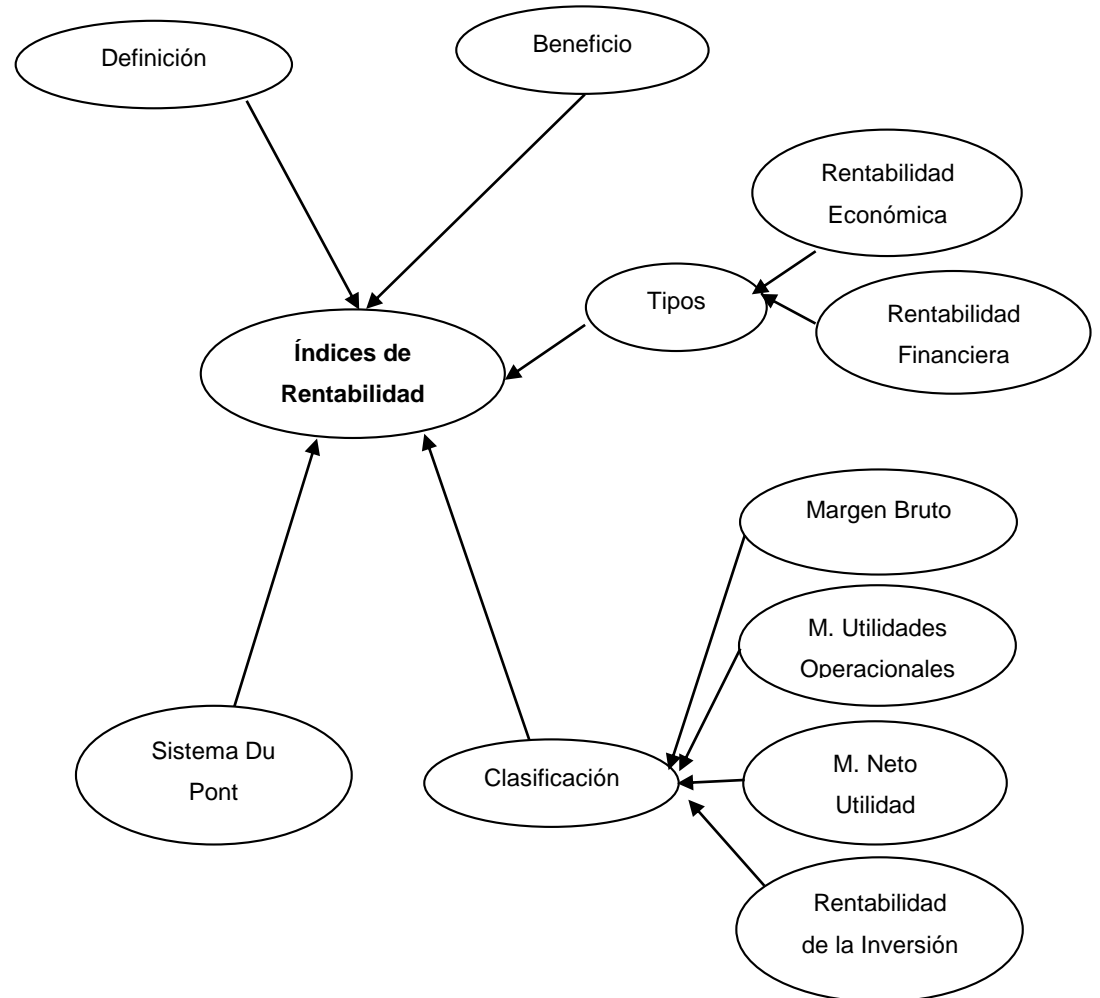 Definición
Beneficio
Rentabilidad
Económica
Tipos
Rentabilidad
Financiera
Índices de
Rentabilidad
Margen Bruto
M. Utilidades
Operacionales
Sistema Du
Pont
Clasificación
M. Neto
Utilidad
Rentabilidad
de la Inversión